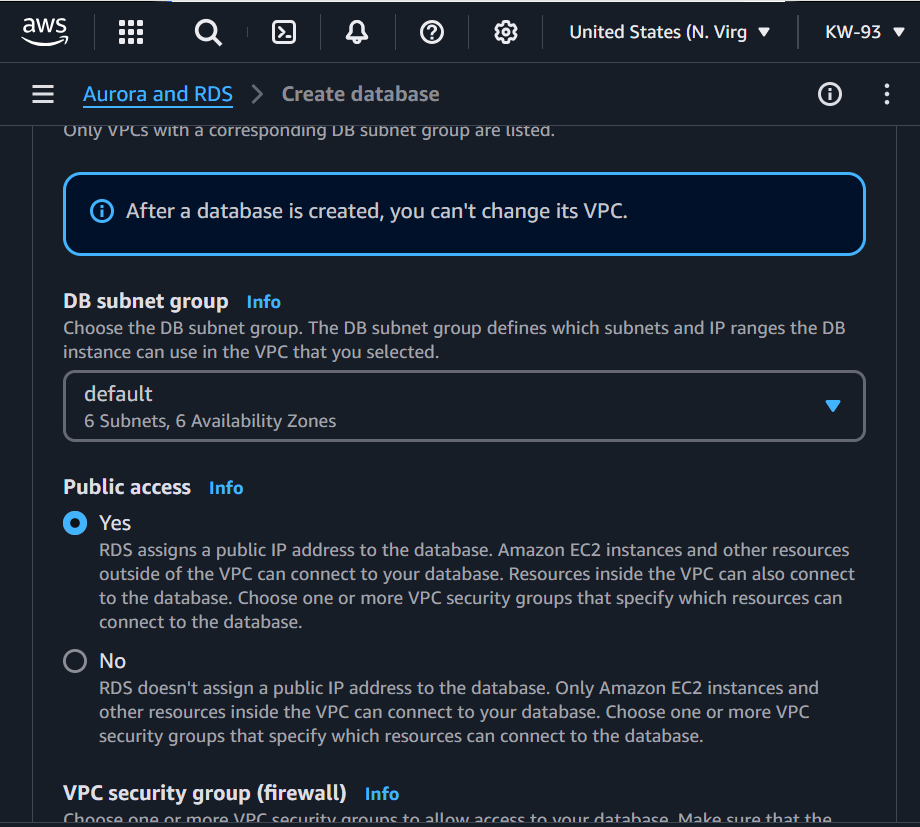 aws
United States (N. Virg
KW-93
Aurora and RDS
Create database
Only VPCs with a corresponding DB subnet group are listed.
After a database is created, you can't change its VPC.
DB subnet group Info
Choose the DB subnet group. The DB subnet group defines which subnets and IP ranges the DB
instance can use in the VPC that you selected.
default
6 Subnets, 6 Availability Zones
Public access Info
Yes
RDS assigns a public IP address to the database. Amazon EC2 instances and other resources
outside of the VPC can connect to your database. Resources inside the VPC can also connect
to the database. Choose one or more VPC security groups that specify which resources can
connect to the database.
No
RDS doesn't assign a public IP address to the database. Only Amazon EC2 instances and
other resources inside the VPC can connect to your database. Choose one or more VPC
security groups that specify which resources can connect to the database.
VPC security group (firewall) Info
Choose one or more VPC security groups to allow access to your database. Make sure that the